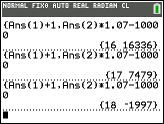 NORMAL FIX0 AUTO REAL RADIAN CL
{Ans(1)+1,Ans(2)*1.07-1000
0
{16 16336}
{Ans(1)+1,Ans(2)*1.07-1000
0
{17 7479}
{Ans(1)+1,Ans(2)*1.07-1000
0
{18 -1997}